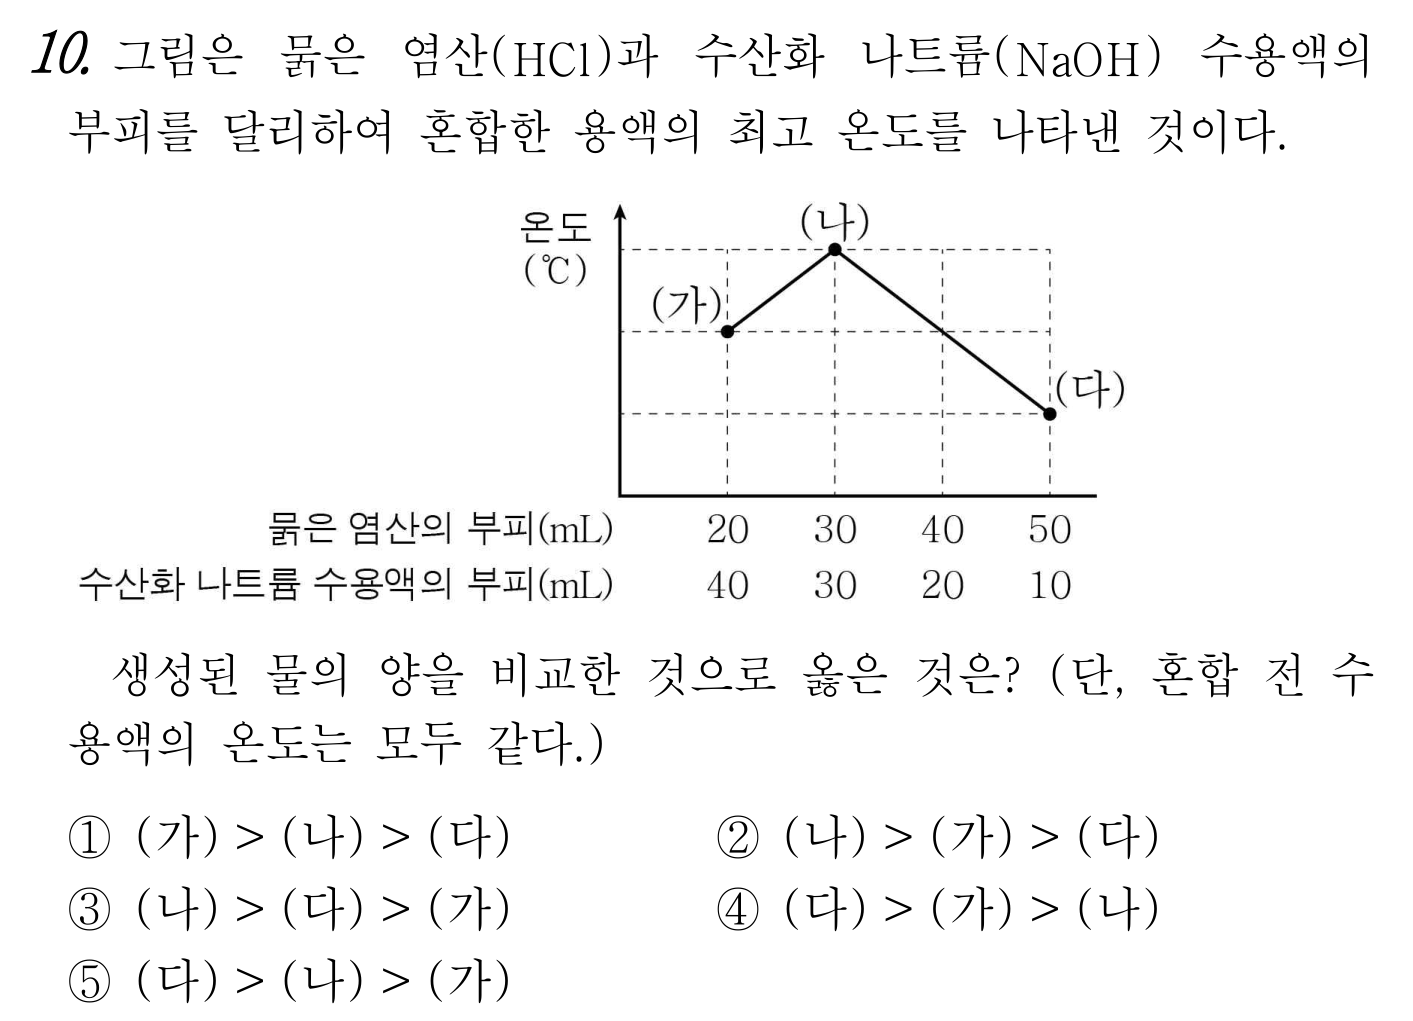 10. 그림은 묽은 염산(HCl)과 수산화 나트륨(NaOH) 수용액의
부피를 달리하여 혼합한 용액의 최고 온도를 나타낸 것이다.
온도
(℃)
(가)
(나)
(다)
묽은 염산의 부피(mL) 20 30 40 50
수산화 나트륨 수용액의 부피(mL) 40 30 20 10
생성된 물의 양을 비교한 것으로 옳은 것은? (단, 혼합 전 수
용액의 온도는 모두 같다.)
① (가) > (나) > (다) ② (나) > (가) > (다)
③ (나) > (다) > (가) ④ (다) > (가) > (나)
⑤ (다) > (나) > (가)